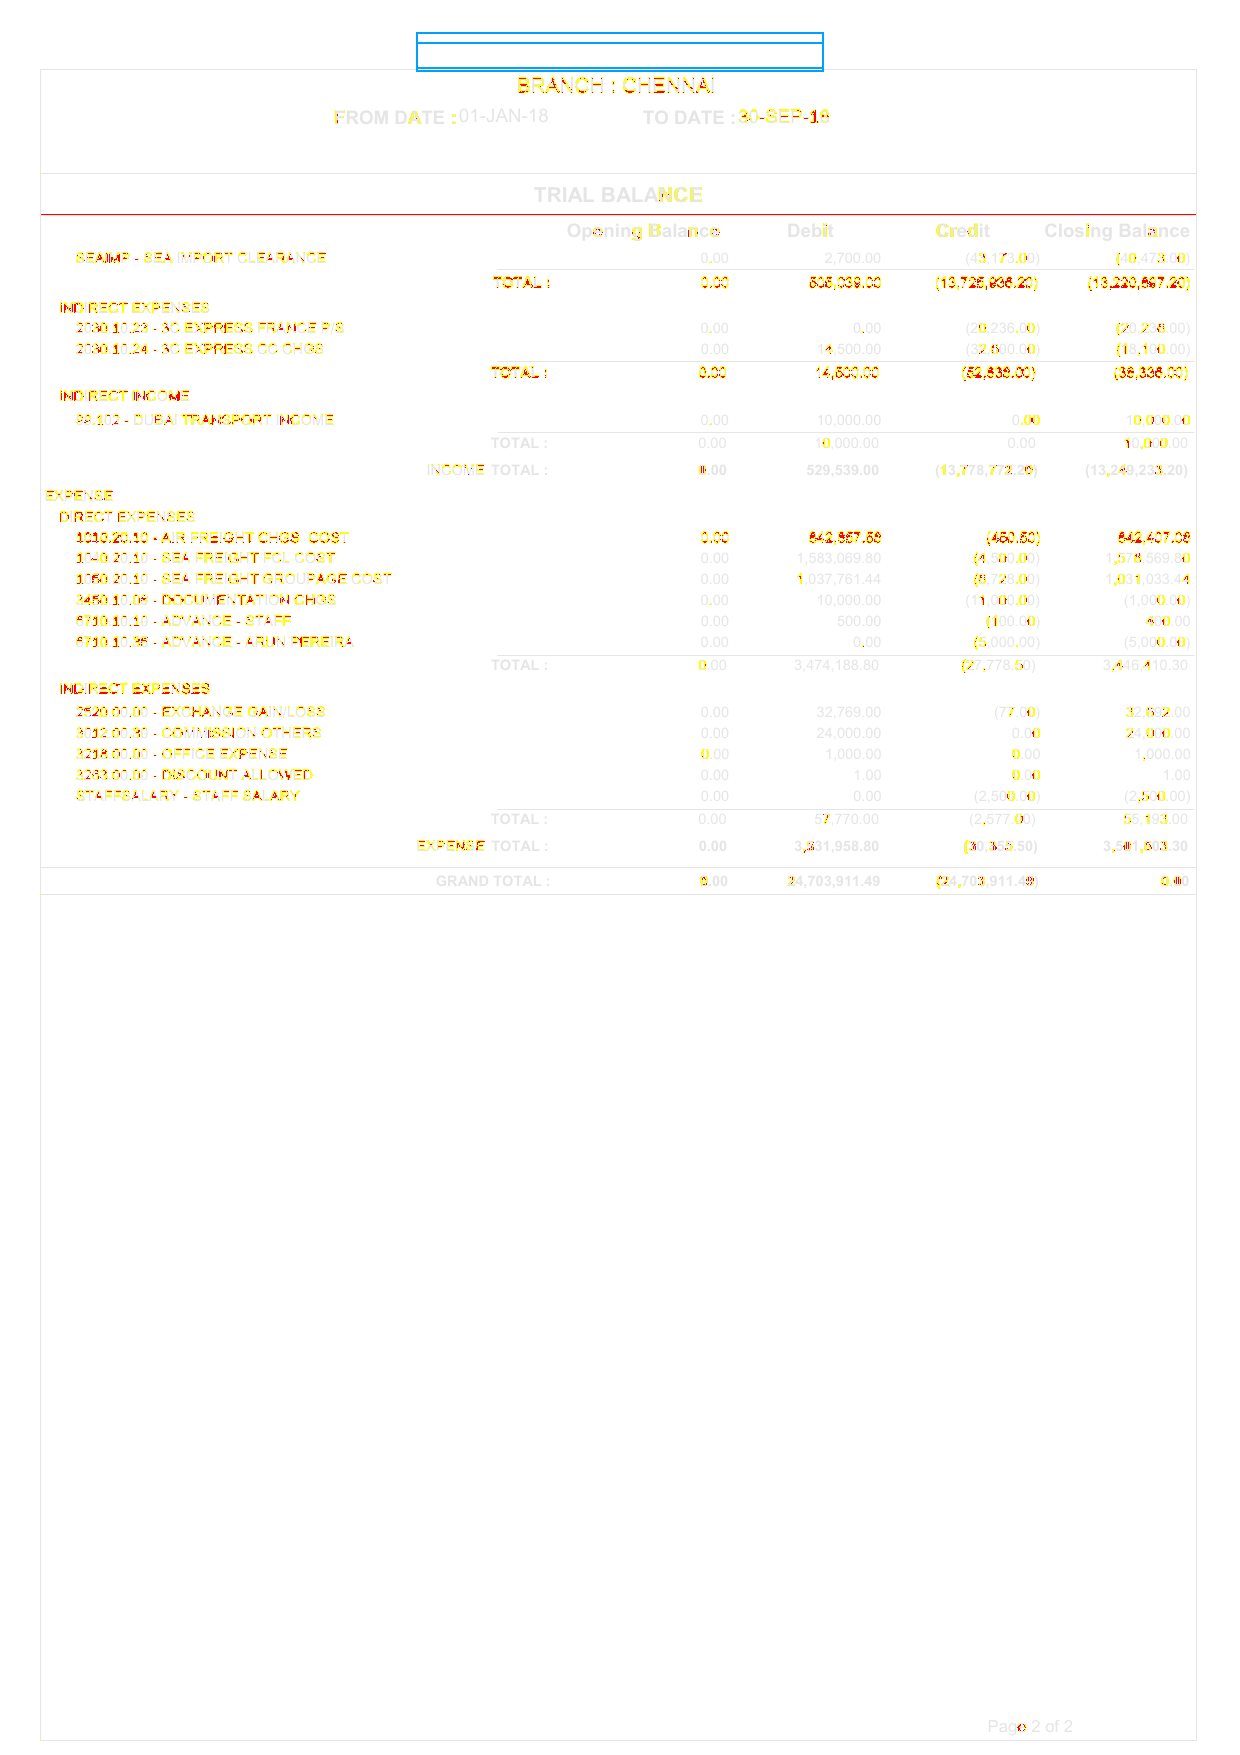 BRANCH : CHENNAI
FROM DATE : 01-JAN-18 TO DATE : 30-SEP-18
TRIAL BALANCE
Opening Balance Debit Credit Closing Balance
SEAIMP - SEA IMPORT CLEARANCE 0.00 2,700.00 (43,173.00) (40,473.00)
TOTAL : 0.00 505,039.00 (13,725,936.20) (13,220,897.20)
INDIRECT EXPENSES
2030.10.23 - 3C EXPRESS FRANCE P/S 0.00 0.00 (20,236.00) (20,236.00)
2030.10.24 - 3C EXPRESS CC CHGS 0.00 14,500.00 (32,600.00) (18,100.00)
TOTAL : 0.00 14,500.00 (52,836.00) (38,336.00)
INDIRECT INCOME
99.102 - DUBAI TRANSPORT INCOME 0.00 10,000.00 0.00 10,000.00
TOTAL : 0.00 10,000.00 0.00 10,000.00
INCOME TOTAL : 0.00 529,539.00 (13,778,772.20) (13,249,233.20)
EXPENSE
DIRECT EXPENSES
1010.20.10 - AIR FREIGHT CHGS COST 0.00 842,857.56 (450.50) 842,407.06
1040.20.10 - SEA FREIGHT FCL COST 0.00 1,583,069.80 (4,500.00) 1,578,569.80
1050.20.10 - SEA FREIGHT GROUPAGE COST 0.00 1,037,761.44 (6,728.00) 1,031,033.44
- DOCUMENTATION CHGS 0.00 10,000.00 (11,000.00) (1,000.00)
6710.10.10 - ADVANCE - STAFF 0.00 500.00 (100.00) 400.00
6710.10.35 - ADVANCE - ARUN PEREIRA 0.00 0.00 (5,000.00) (5,000.00)
TOTAL : 0.00 3,474,188.80 (27,778.50) 3,446,410.30
INDIRECT EXPENSES
2520.00.00 - EXCHANGE GAIN/LOSS 0.00 32,769.00 (77.00) 32,692.00
3012.00.30 - COMMISSION OTHERS 0.00 24,000.00 0.00 24,000.00
3218.00.00 - OFFICE EXPENSE 0.00 1,000.00 0.00 1,000.00
3263.00.00 - DISCOUNT ALLOWED 0.00 1.00 0.00 1.00
STAFFSALARY - STAFF SALARY 0.00 0.00 (2,500.00) (2,500.00)
TOTAL : 0.00 57,770.00 (2,577.00) 55,193.00
EXPENSE TOTAL : 0.00 3,531,958.80 (30,355.50) 3,501,603.30
GRAND TOTAL : 0.00 24,703,911.49 (24,703,911.49) 0.00
Page 2 of 2